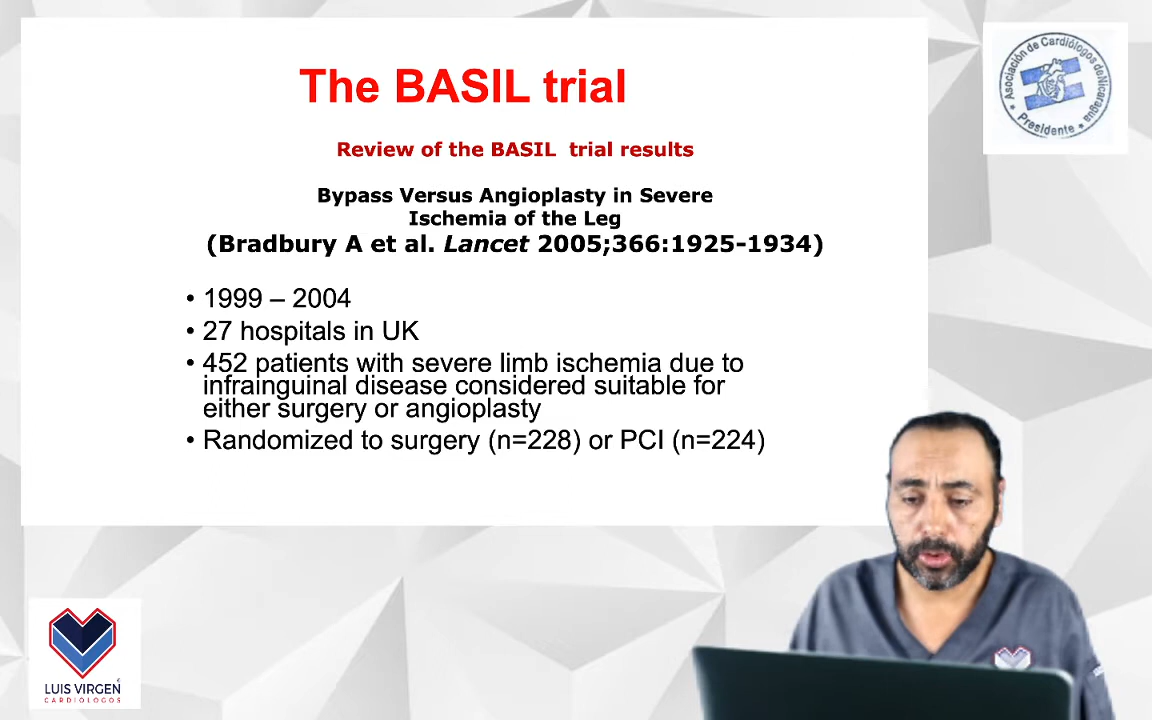 The BASIL trial
Review of the BASIL trial results
Bypass Versus Angioplasty in Severe
Ischemia of the Leg
(Bradbury A et al. Lancet 2005;366:1925-1934)
• 1999 – 2004
• 27 hospitals in UK
• 452 patients with severe limb ischemia due to
infrainguinal disease considered suitable for
either surgery or angioplasty
• Randomized to surgery (n=228) or PCI (n=224)
Asociación de Cardiólogos de Nicaragua
Presidente
LUIS VIRGEN
CARDIOLOGOS